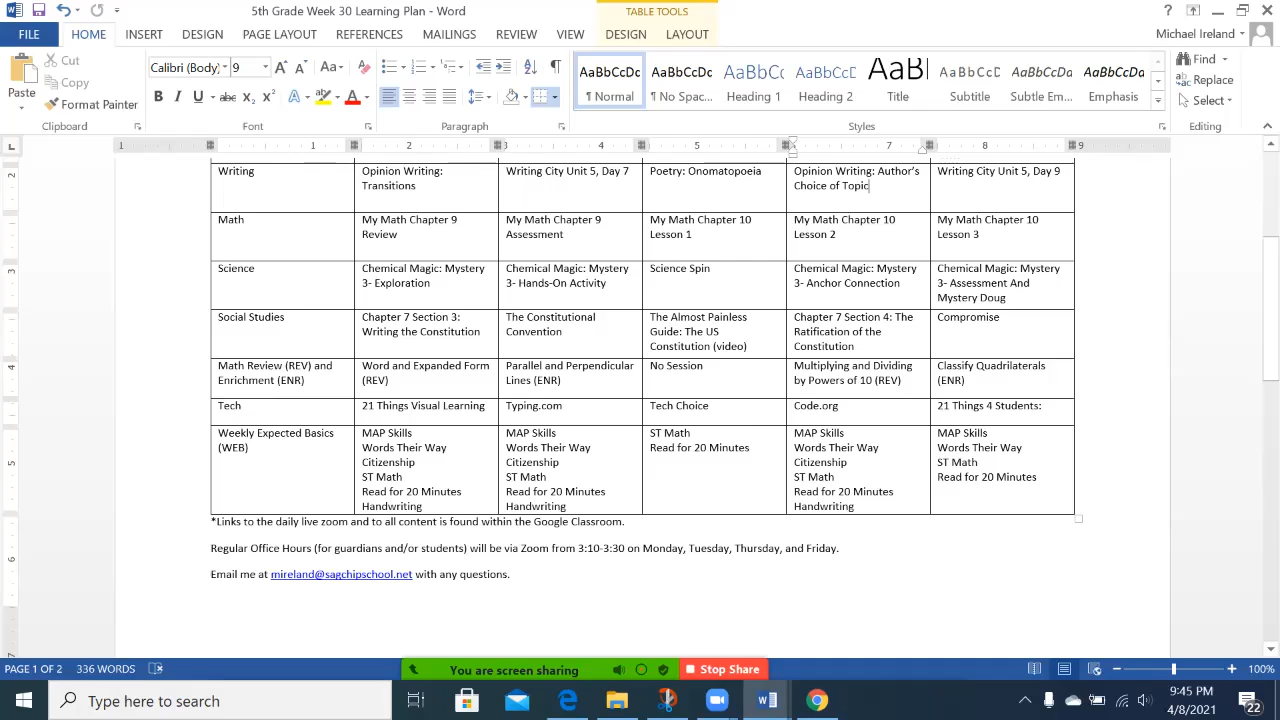 5th Grade Week 30 Learning Plan - Word
TABLE TOOLS
FILE HOME INSERT DESIGN PAGE LAYOUT REFERENCES MAILINGS REVIEW VIEW DESIGN LAYOUT Michael Ireland
Paste
Cut
Copy
Format Painter
Calibri (Body) 9
AaBbCcDc AaBbCcDc AaBbCc AaBbCcD AaBl AaBbCcD AaBbCcDc AaBbCcDc
¶ Normal ¶ No Spac... Heading 1 Heading 2 Title Subtitle Subtle Em... Emphasis
Find
Replace
Select
Clipboard Font Paragraph Styles Editing
1 1 2 3 4 5 6 7 8 9
Writing
Opinion Writing:
Transitions
Writing City Unit 5, Day 7
Poetry: Onomatopoeia
Opinion Writing: Author's
Choice of Topic
Writing City Unit 5, Day 9
Math
My Math Chapter 9
Review
My Math Chapter 9
Assessment
My Math Chapter 10
Lesson 1
My Math Chapter 10
Lesson 2
My Math Chapter 10
Lesson 3
Science
Chemical Magic: Mystery
3- Exploration
Chemical Magic: Mystery
3- Hands-On Activity
Science Spin
Chemical Magic: Mystery
3- Anchor Connection
Chemical Magic: Mystery
3- Assessment And
Mystery Doug
Social Studies
Chapter 7 Section 3:
Writing the Constitution
The Constitutional
Convention
The Almost Painless
Guide: The US
Constitution (video)
Chapter 7 Section 4: The
Ratification of the
Constitution
Compromise
Math Review (REV) and
Enrichment (ENR)
Word and Expanded Form
(REV)
Parallel and Perpendicular
Lines (ENR)
No Session
Multiplying and Dividing
by Powers of 10 (REV)
Classify Quadrilaterals
(ENR)
Tech
21 Things Visual Learning
Typing.com
Tech Choice
Code.org
21 Things 4 Students:
Weekly Expected Basics
(WEB)
MAP Skills
Words Their Way
Citizenship
ST Math
Read for 20 Minutes
Handwriting
MAP Skills
Words Their Way
Citizenship
ST Math
Read for 20 Minutes
Handwriting
ST Math
Read for 20 Minutes
MAP Skills
Words Their Way
Citizenship
ST Math
Read for 20 Minutes
Handwriting
MAP Skills
Words Their Way
ST Math
Read for 20 Minutes
*Links to the daily live zoom and to all content is found within the Google Classroom.
Regular Office Hours (for guardians and/or students) will be via Zoom from 3:10-3:30 on Monday, Tuesday, Thursday, and Friday.
Email me at mireland@sagchipschool.net with any questions.
PAGE 1 OF 2 336 WORDS
You are screen sharing
Stop Share
100%
Type here to search
9:45 PM
4/8/2021
22